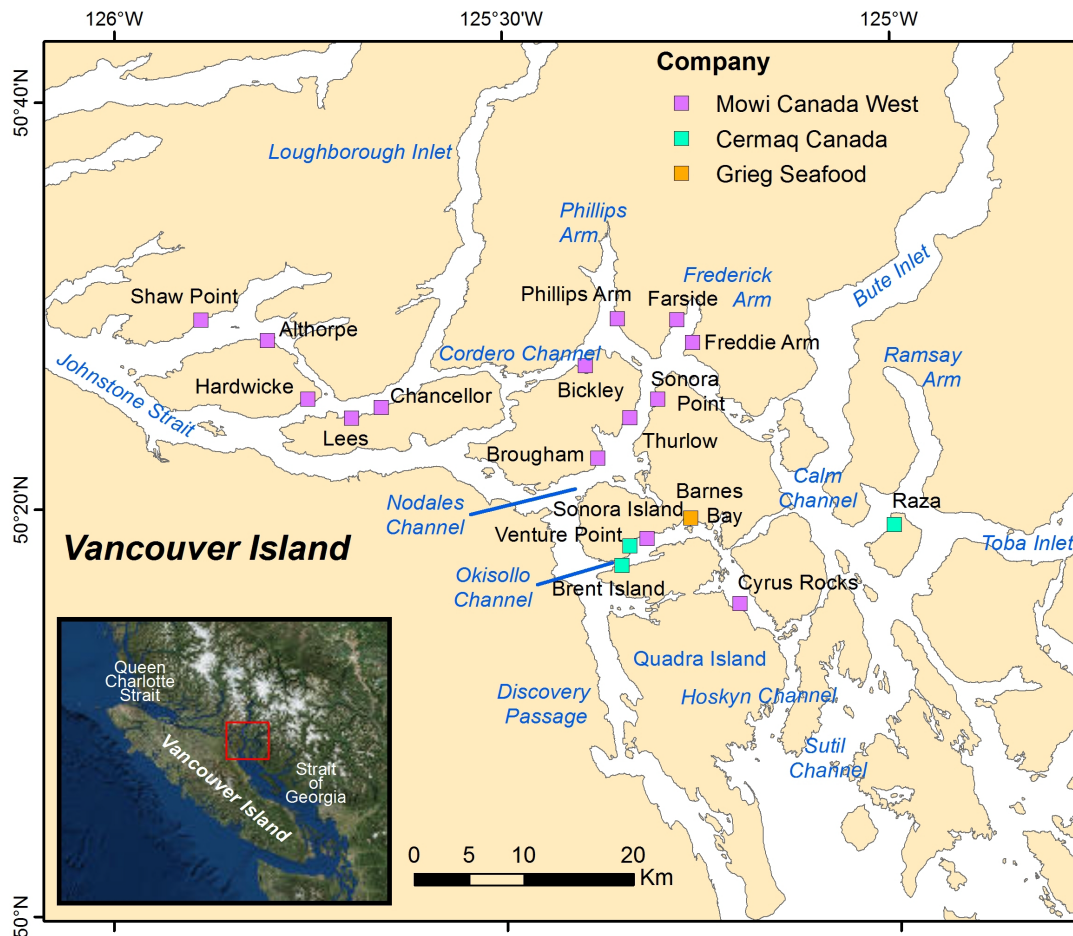 126°W
125°30'W
125°W
50°40'N
50°20'N
50°N
Company
Mowi Canada West
Cermaq Canada
Grieg Seafood
Loughborough Inlet
Phillips
Arm
Frederick
Arm
Bute Inlet
Shaw Point
Phillips Arm
Farside
Althorpe
Freddie Arm
Cordero Channel
Ramsay
Arm
Johnstone Strait
Hardwicke
Chancellor
Bickley
Sonora
Point
Lees
Thurlow
Brougham
Calm
Channel
Nodales
Channel
Barnes
Bay
Raza
Sonora Island
Venture Point
Toba Inlet
Vancouver Island
Okisollo
Channel
Brent Island
Cyrus Rocks
Quadra Island
Discovery
Passage
Hoskyn Channel
Sutil
Channel
Queen
Charlotte
Strait
Vancouver Island
Strait
of
Georgia
0 5 10 20
Km